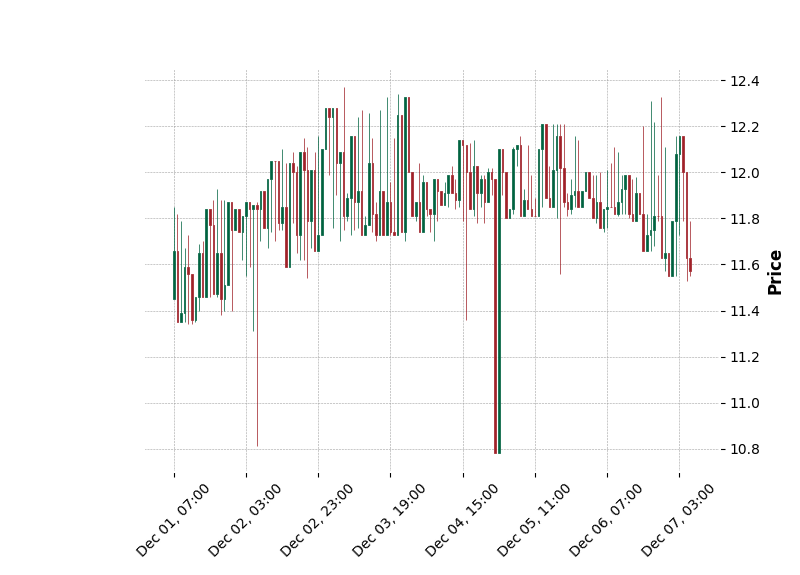 12.4
12.2
12.0
11.8
11.6
11.4
11.2
11.0
10.8
Price
Dec 01, 07:00
Dec 02, 03:00
Dec 02, 23:00
Dec 03, 19:00
Dec 04, 15:00
Dec 05, 11:00
Dec 06, 07:00
Dec 07, 03:00